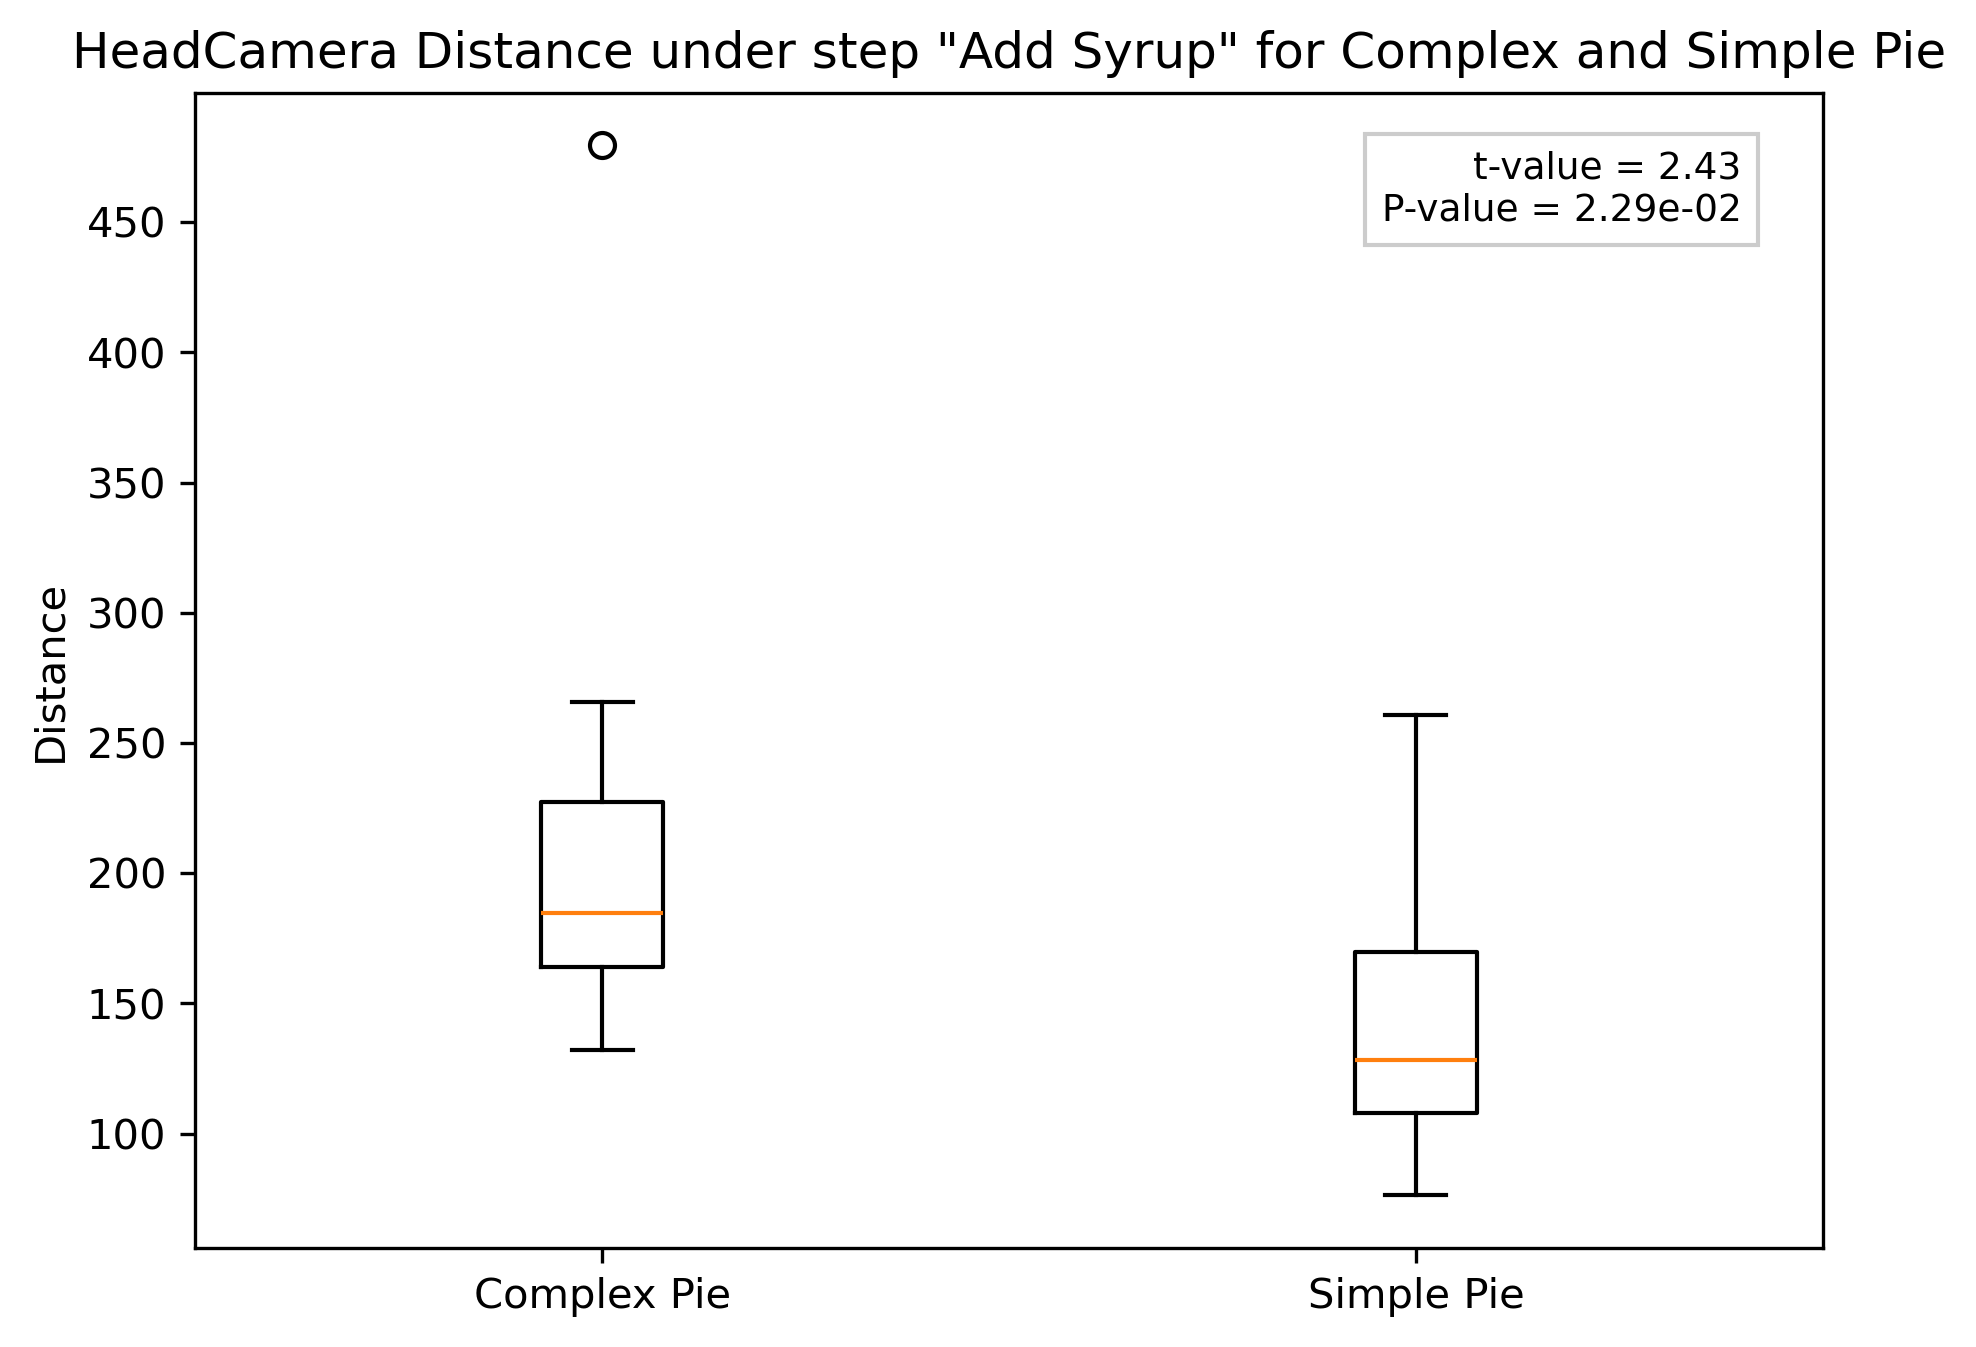 HeadCamera Distance under step "Add Syrup" for Complex and Simple Pie
t-value = 2.43
P-value = 2.29e-02
450
400
350
300
250
200
150
100
Distance
Complex Pie
Simple Pie